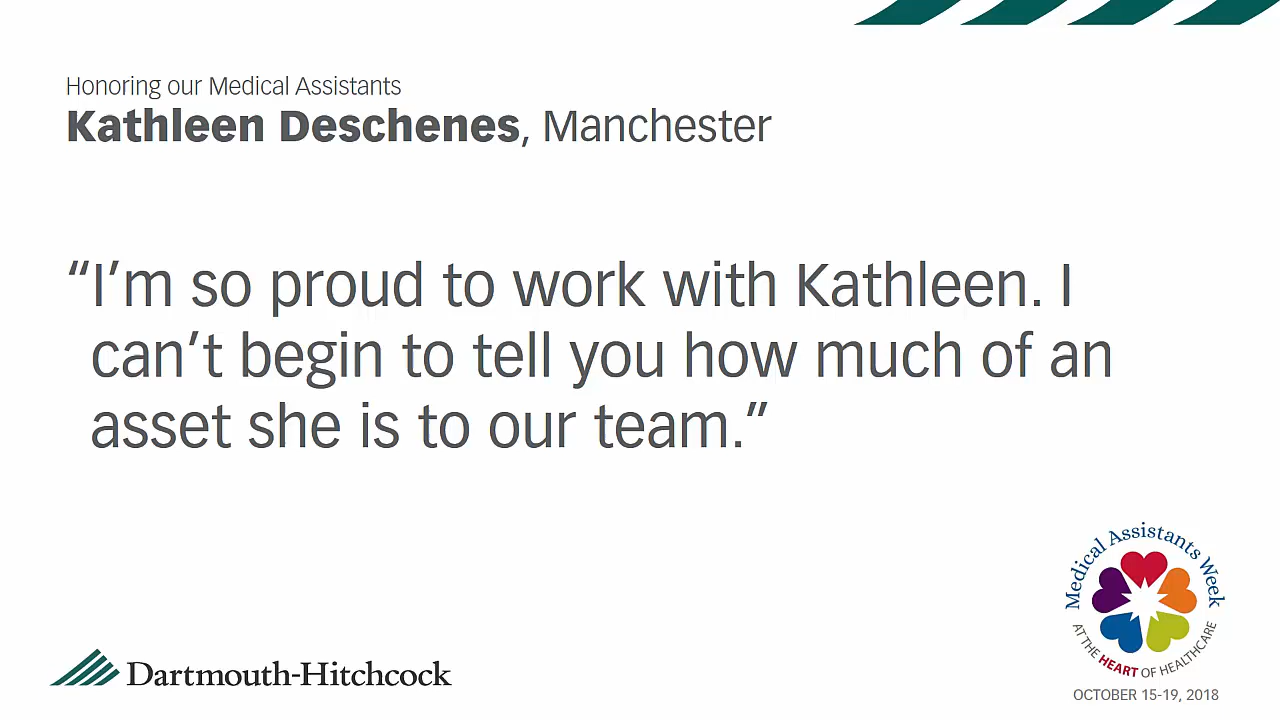 Honoring our Medical Assistants
Kathleen Deschenes, Manchester
“I’m so proud to work with Kathleen. I
can’t begin to tell you how much of an
asset she is to our team.”
Medical Assistants Week
AT THE HEART OF HEALTHCARE
OCTOBER 15-19, 2018
Dartmouth-Hitchcock